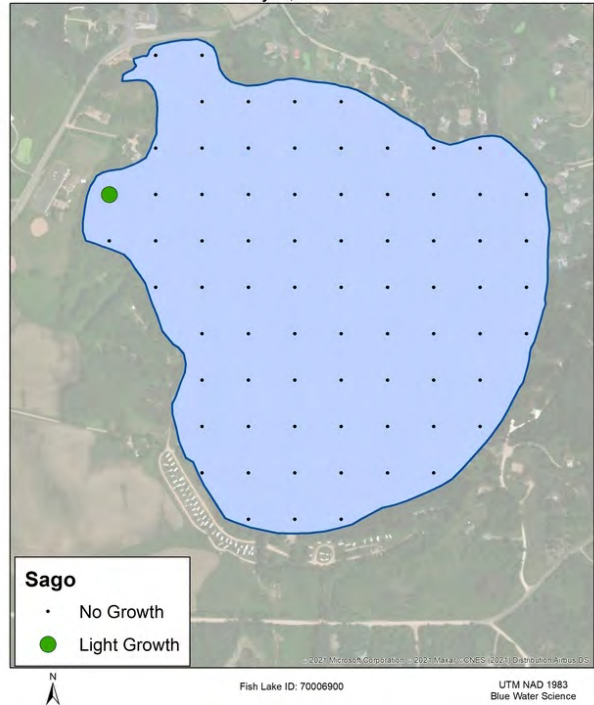 Sago
No Growth
Light Growth
© 2021 Microsoft Corporation © 2021 Maxar ©CNES (2021) Distribution Airbus DS
N
Fish Lake ID: 70006900
UTM NAD 1983
Blue Water Science